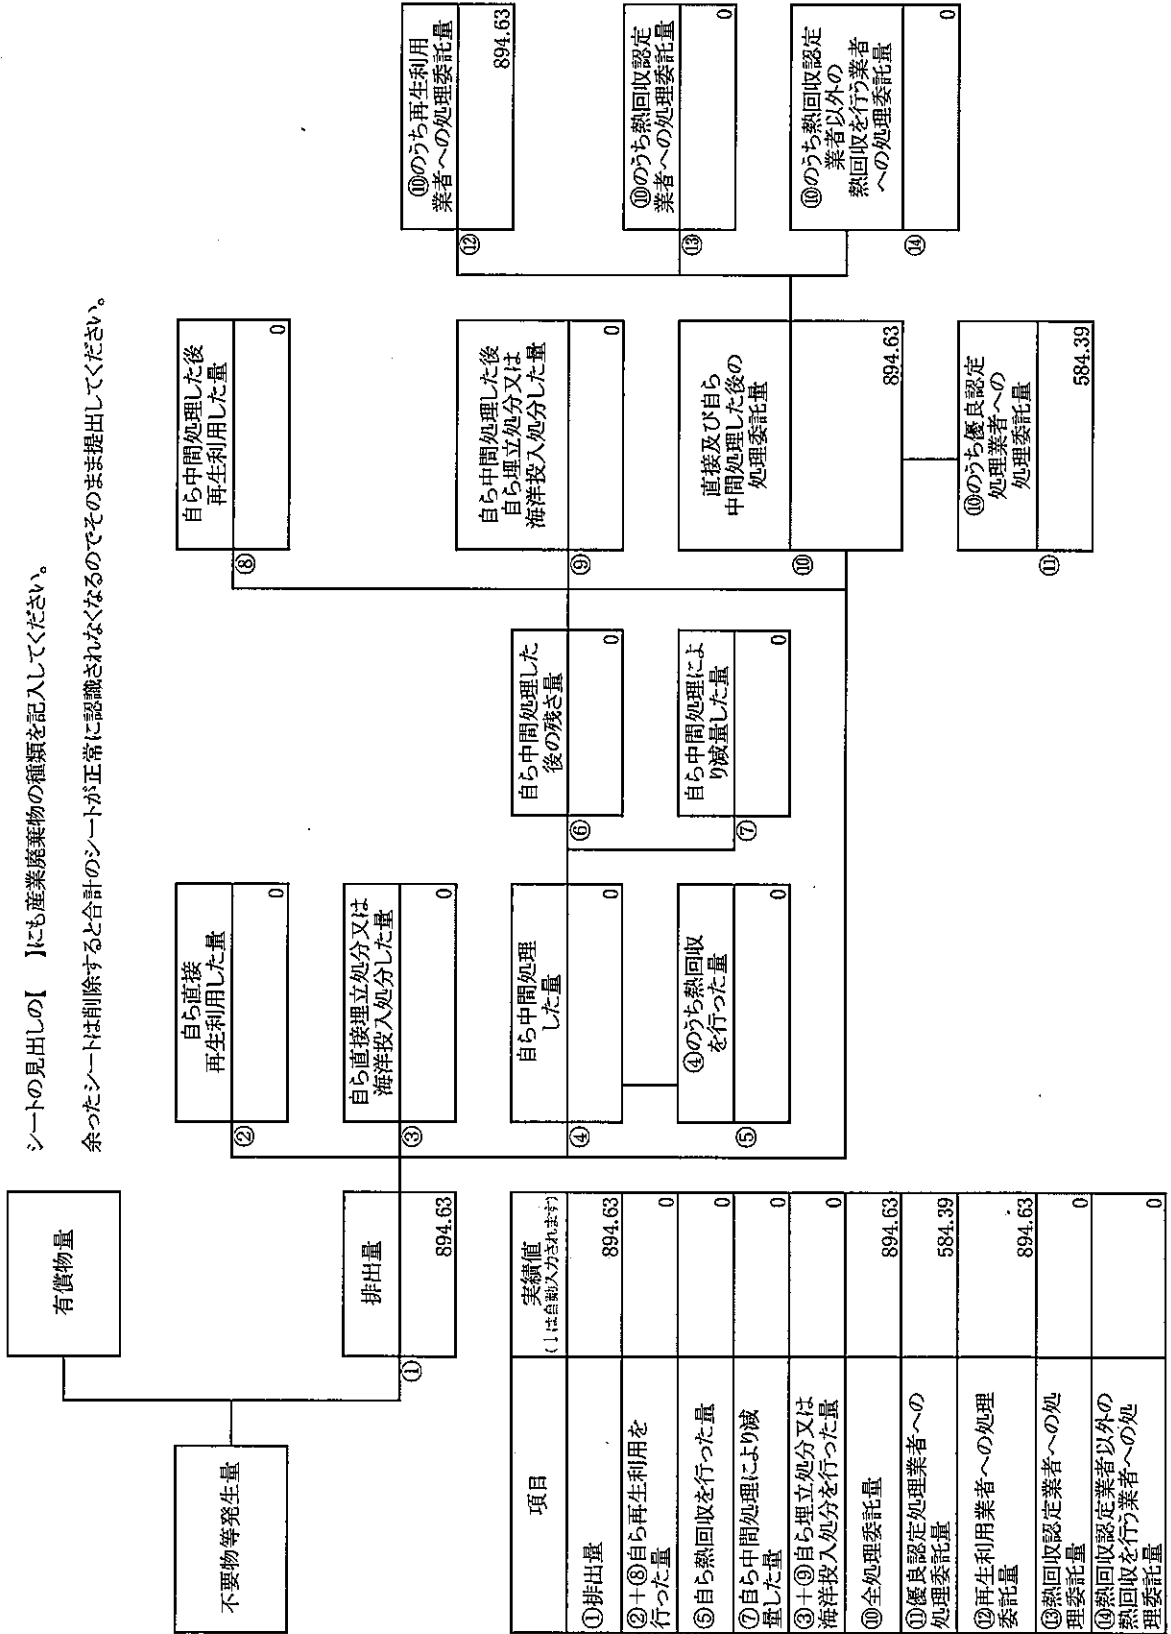 シートの見出しの【　】にも産業廃棄物の種類を記入してください。
余ったシートは削除すると合計のシートが正常に認識されなくなるのでそのまま提出してください。
有償物量
不要物等発生量
排出量
①
894.63
自ら直接
再生利用した量
②
0
自ら直接埋立処分又は
海洋投入処分した量
③
0
自ら中間処理
した量
④
0
④のうち熱回収
を行った量
⑤
0
自ら中間処理した
後の残さ量
⑥
0
自ら中間処理によ
り減量した量
⑦
0
自ら中間処理した後
再生利用した量
⑧
0
自ら中間処理した後
自ら埋立処分又は
海洋投入処分した量
⑨
0
直接及び自ら
中間処理した後の
処理委託量
⑩
894.63
⑩のうち優良認定
処理業者への
処理委託量
⑪
584.39
⑩のうち再生利用
業者への処理委託量
⑫
894.63
⑩のうち熱回収認定
業者への処理委託量
⑬
0
⑩のうち熱回収認定
業者以外の
熱回収を行う業者
への処理委託量
⑭
0
項目
実績値
(①は自動入力されます)
①排出量
894.63
②＋⑧自ら再生利用を
行った量
0
⑤自ら熱回収を行った量
0
⑦自ら中間処理により減
量した量
0
③＋⑨自ら埋立処分又は
海洋投入処分を行った量
0
⑩全処理委託量
894.63
⑪優良認定処理業者への
処理委託量
584.39
⑫再生利用業者への処理
委託量
894.63
⑬熱回収認定業者への処
理委託量
0
⑭熱回収認定業者以外の
熱回収を行う業者への処
理委託量
0